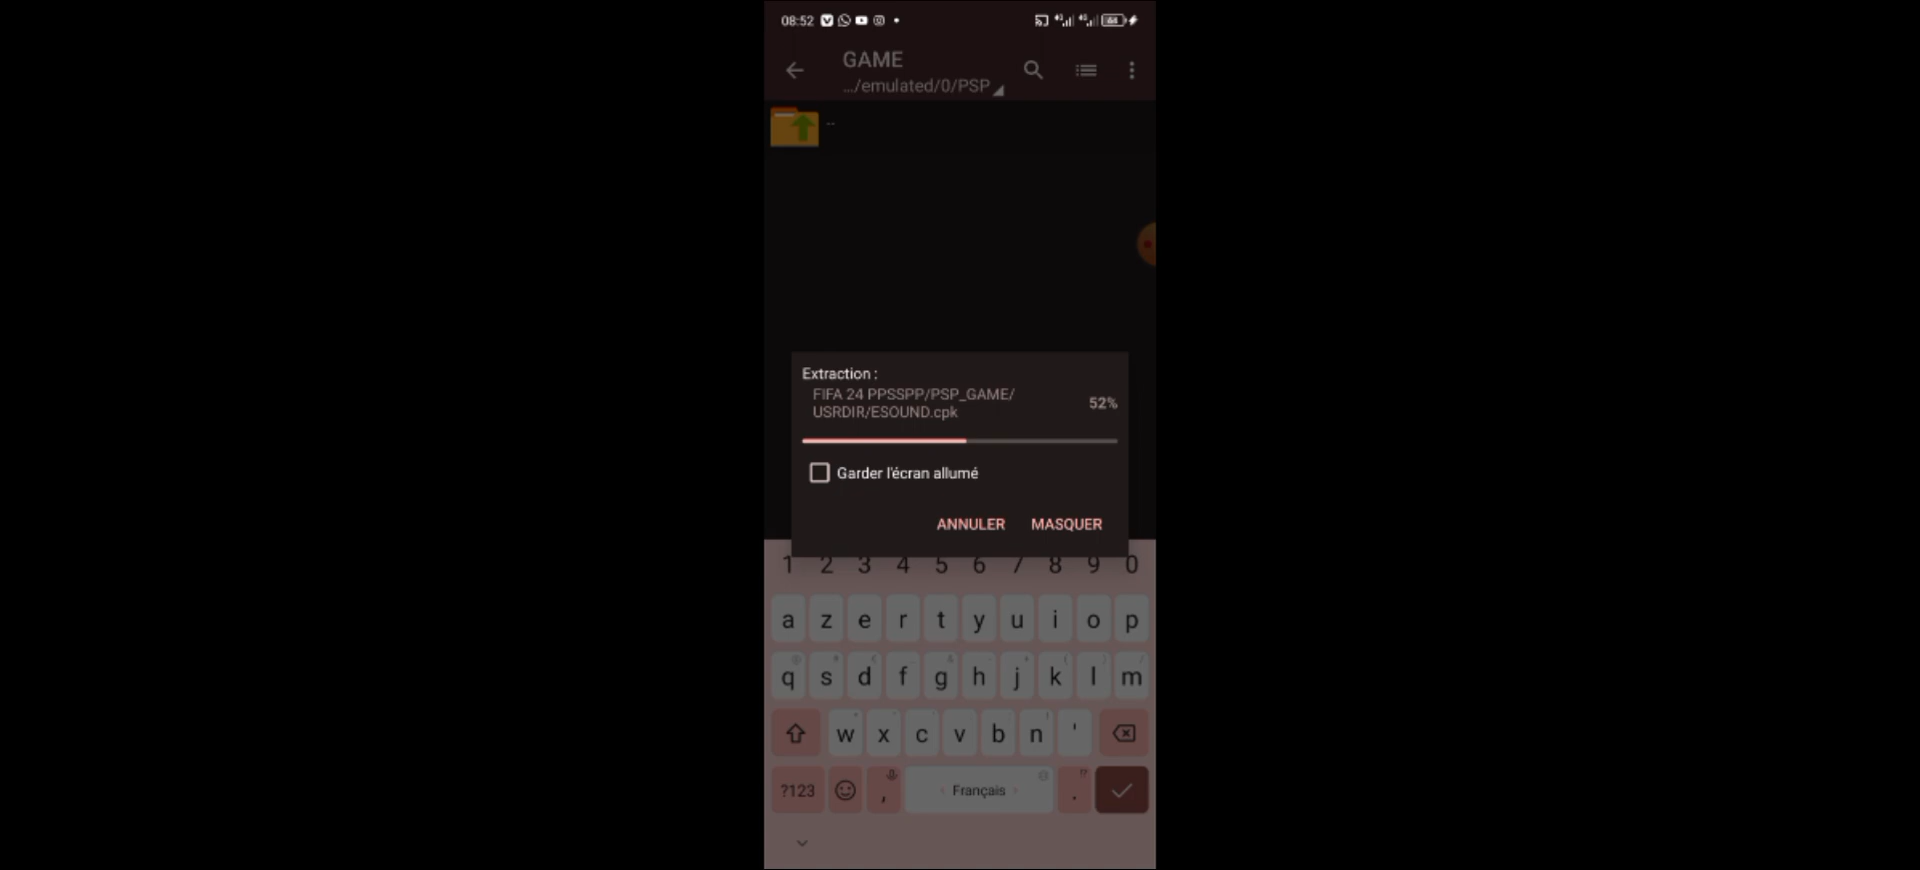 08:52
GAME
.../emulated/0/PSP
..
Extraction :
FIFA 24 PPSSPP/PSP_GAME/
USRDIR/ESOUND.cpk
52%
Garder l'écran allumé
ANNULER MASQUER
1 2 3 4 5 6 7 8 9 0
a z e r t y u i o p
q s d f g h j k l m
w x c v b n '
?123 , Français .